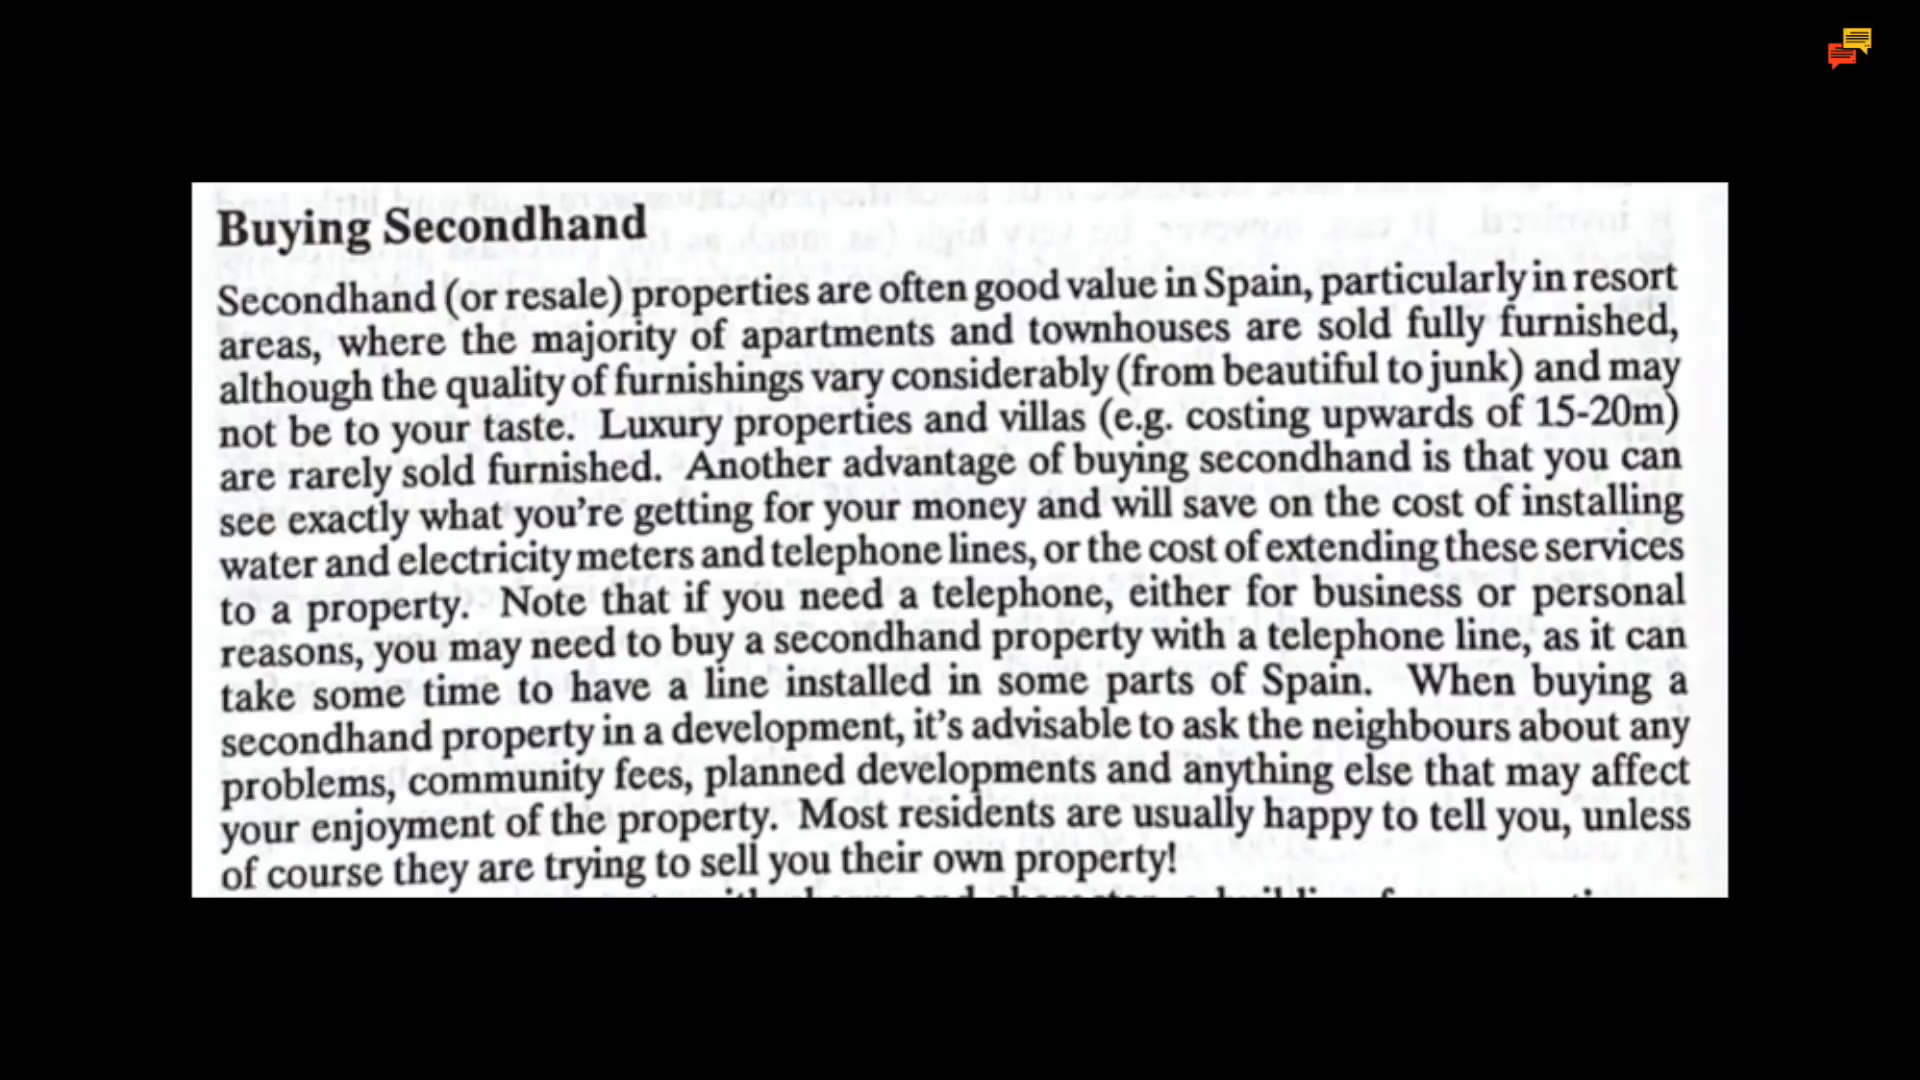 Buying Secondhand
Secondhand (or resale) properties are often good value in Spain, particularly in resort
areas, where the majority of apartments and townhouses are sold fully furnished,
although the quality of furnishings vary considerably (from beautiful to junk) and may
not be to your taste. Luxury properties and villas (e.g. costing upwards of 15-20m)
are rarely sold furnished. Another advantage of buying secondhand is that you can
see exactly what you're getting for your money and will save on the cost of installing
water and electricity meters and telephone lines, or the cost of extending these services
to a property. Note that if you need a telephone, either for business or personal
reasons, you may need to buy a secondhand property with a telephone line, as it can
take some time to have a line installed in some parts of Spain. When buying a
secondhand property in a development, it's advisable to ask the neighbours about any
problems, community fees, planned developments and anything else that may affect
your enjoyment of the property. Most residents are usually happy to tell you, unless
of course they are trying to sell you their own property!